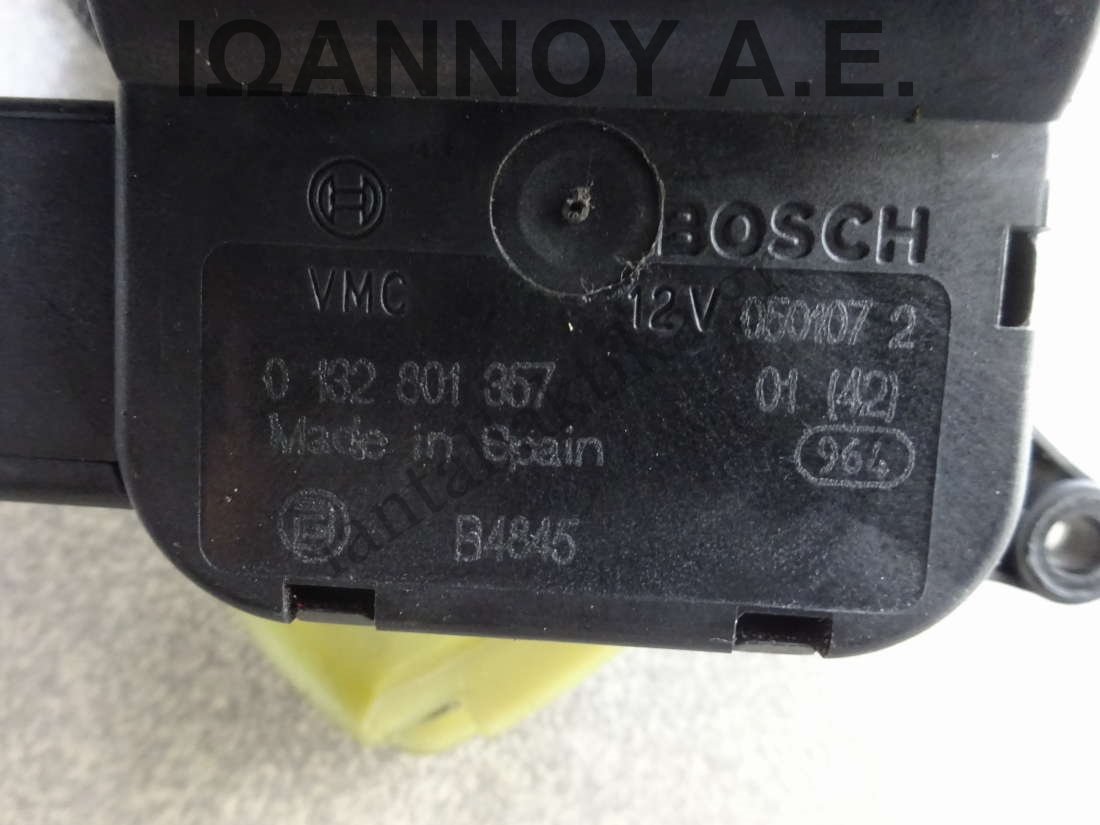 ΙΩΑΝΝΟΥ Α.Ε.
BOSCH
VMC 12V 050107 2
0 132 801 357 01 (42)
Made in Spain 964
B4845